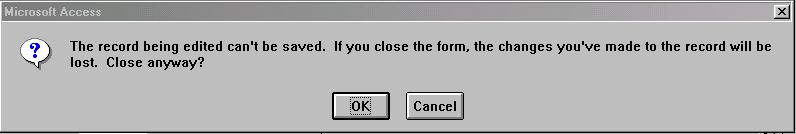 Microsoft Access
The record being edited can't be saved.  If you close the form, the changes you've made to the record will be
lost.  Close anyway?
OK
Cancel